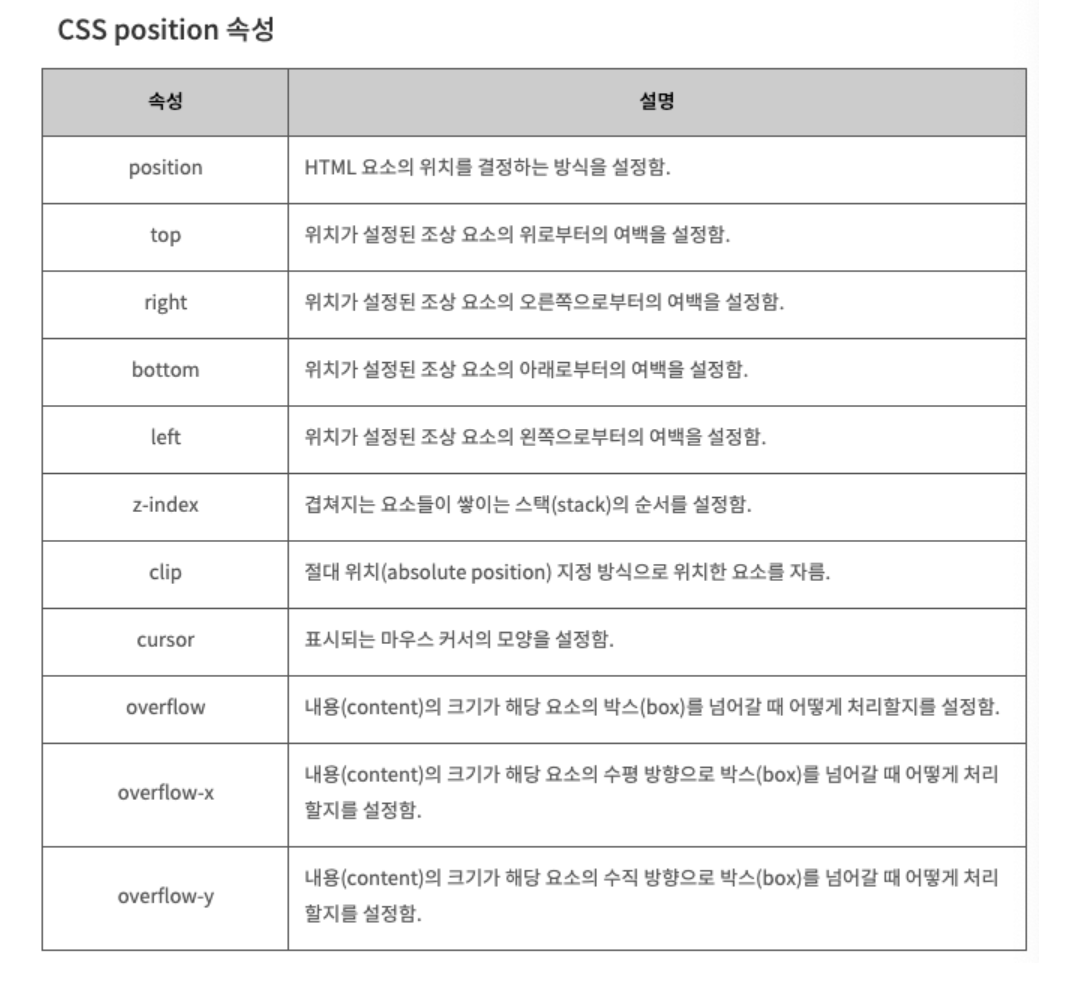 CSS position 속성
속성 설명
position HTML 요소의 위치를 결정하는 방식을 설정함.
top 위치가 설정된 조상 요소의 위로부터의 여백을 설정함.
right 위치가 설정된 조상 요소의 오른쪽으로부터의 여백을 설정함.
bottom 위치가 설정된 조상 요소의 아래로부터의 여백을 설정함.
left 위치가 설정된 조상 요소의 왼쪽으로부터의 여백을 설정함.
z-index 겹쳐지는 요소들이 쌓이는 스택(stack)의 순서를 설정함.
clip 절대 위치(absolute position) 지정 방식으로 위치한 요소를 자름.
cursor 표시되는 마우스 커서의 모양을 설정함.
overflow 내용(content)의 크기가 해당 요소의 박스(box)를 넘어갈 때 어떻게 처리할지를 설정함.
overflow-x 내용(content)의 크기가 해당 요소의 수평 방향으로 박스(box)를 넘어갈 때 어떻게 처리
할지를 설정함.
overflow-y 내용(content)의 크기가 해당 요소의 수직 방향으로 박스(box)를 넘어갈 때 어떻게 처리
할지를 설정함.